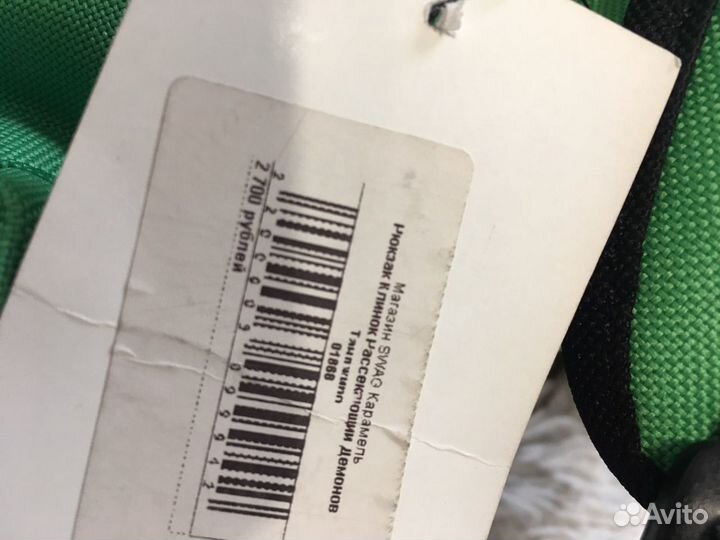 Магазин SWAG Карамель
Рюкзак Клинок Рассекающий Демонов
Танджиро
01868
2 700 рублей
Avito